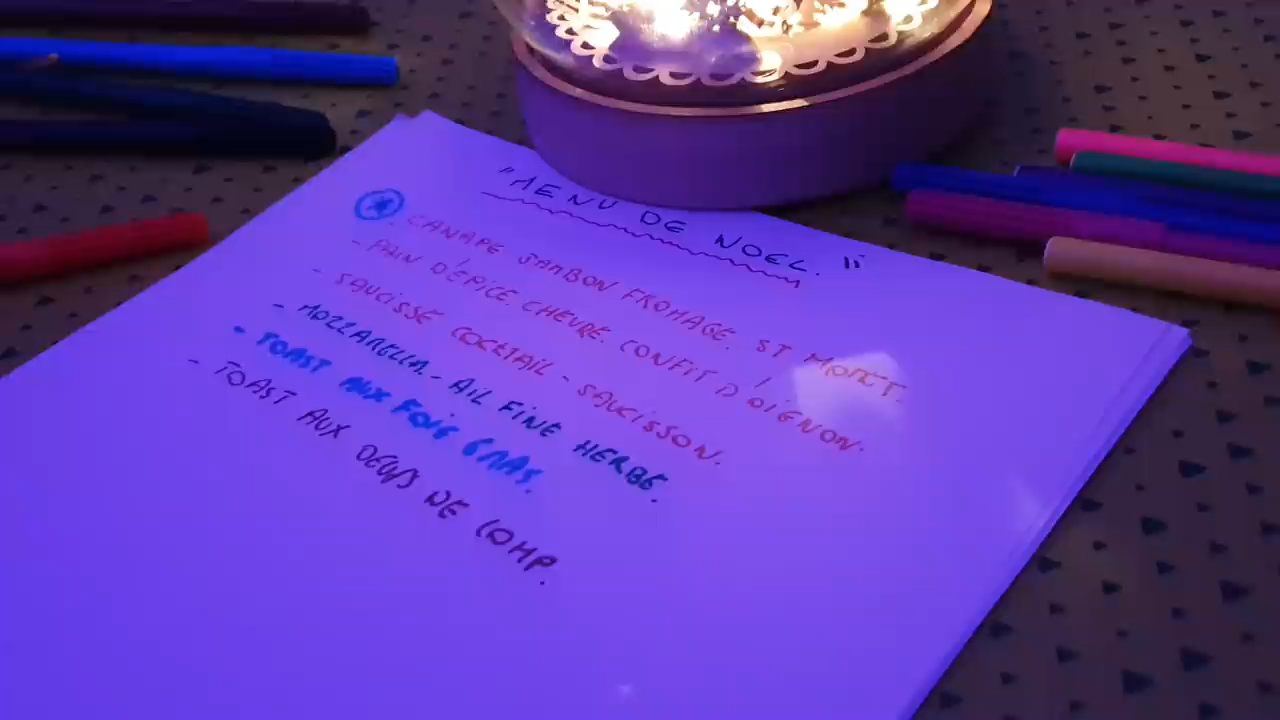 "MENU DE NOEL."
CANAPE JAMBON FROMAGE. ST MORET.
- PAIN D'ÉPICE. CHEVRE. CONFIT D'OIGNON.
- SAUCISSE COCKTAIL - SAUCISSON.
- MOZZARELLA - AIL FINE HERBE.
- TOAST AUX FOIE GRAS.
- TOAST AUX OEUFS DE LOMP.